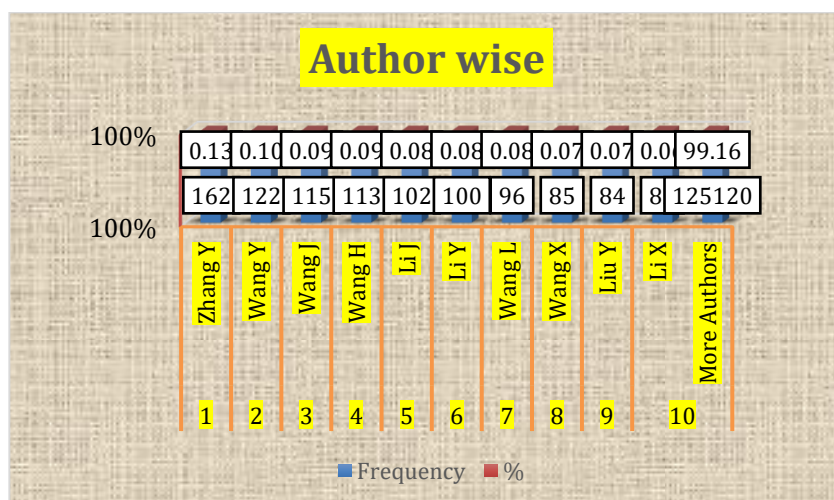 Author wise
100%
0.13 0.10 0.09 0.09 0.08 0.08 0.08 0.07 0.07 99.16
162 122 115 113 102 100 96 85 84 125120
100%
Zhang Y Wang Y Wang J Wang H Li J Li Y Wang L Wang X Liu Y Li X More Authors
1 2 3 4 5 6 7 8 9 10
Frequency %